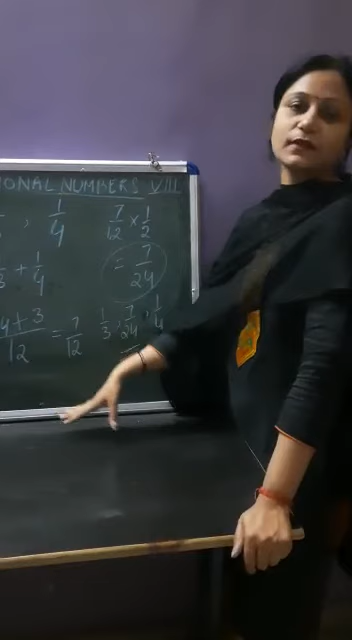 ONAL NUMBERS VIII
, 1/4
7/12 × 1/2
= 7/24
+ 1/4
4+3/12 = 7/12
1/3, 7/24, 1/4